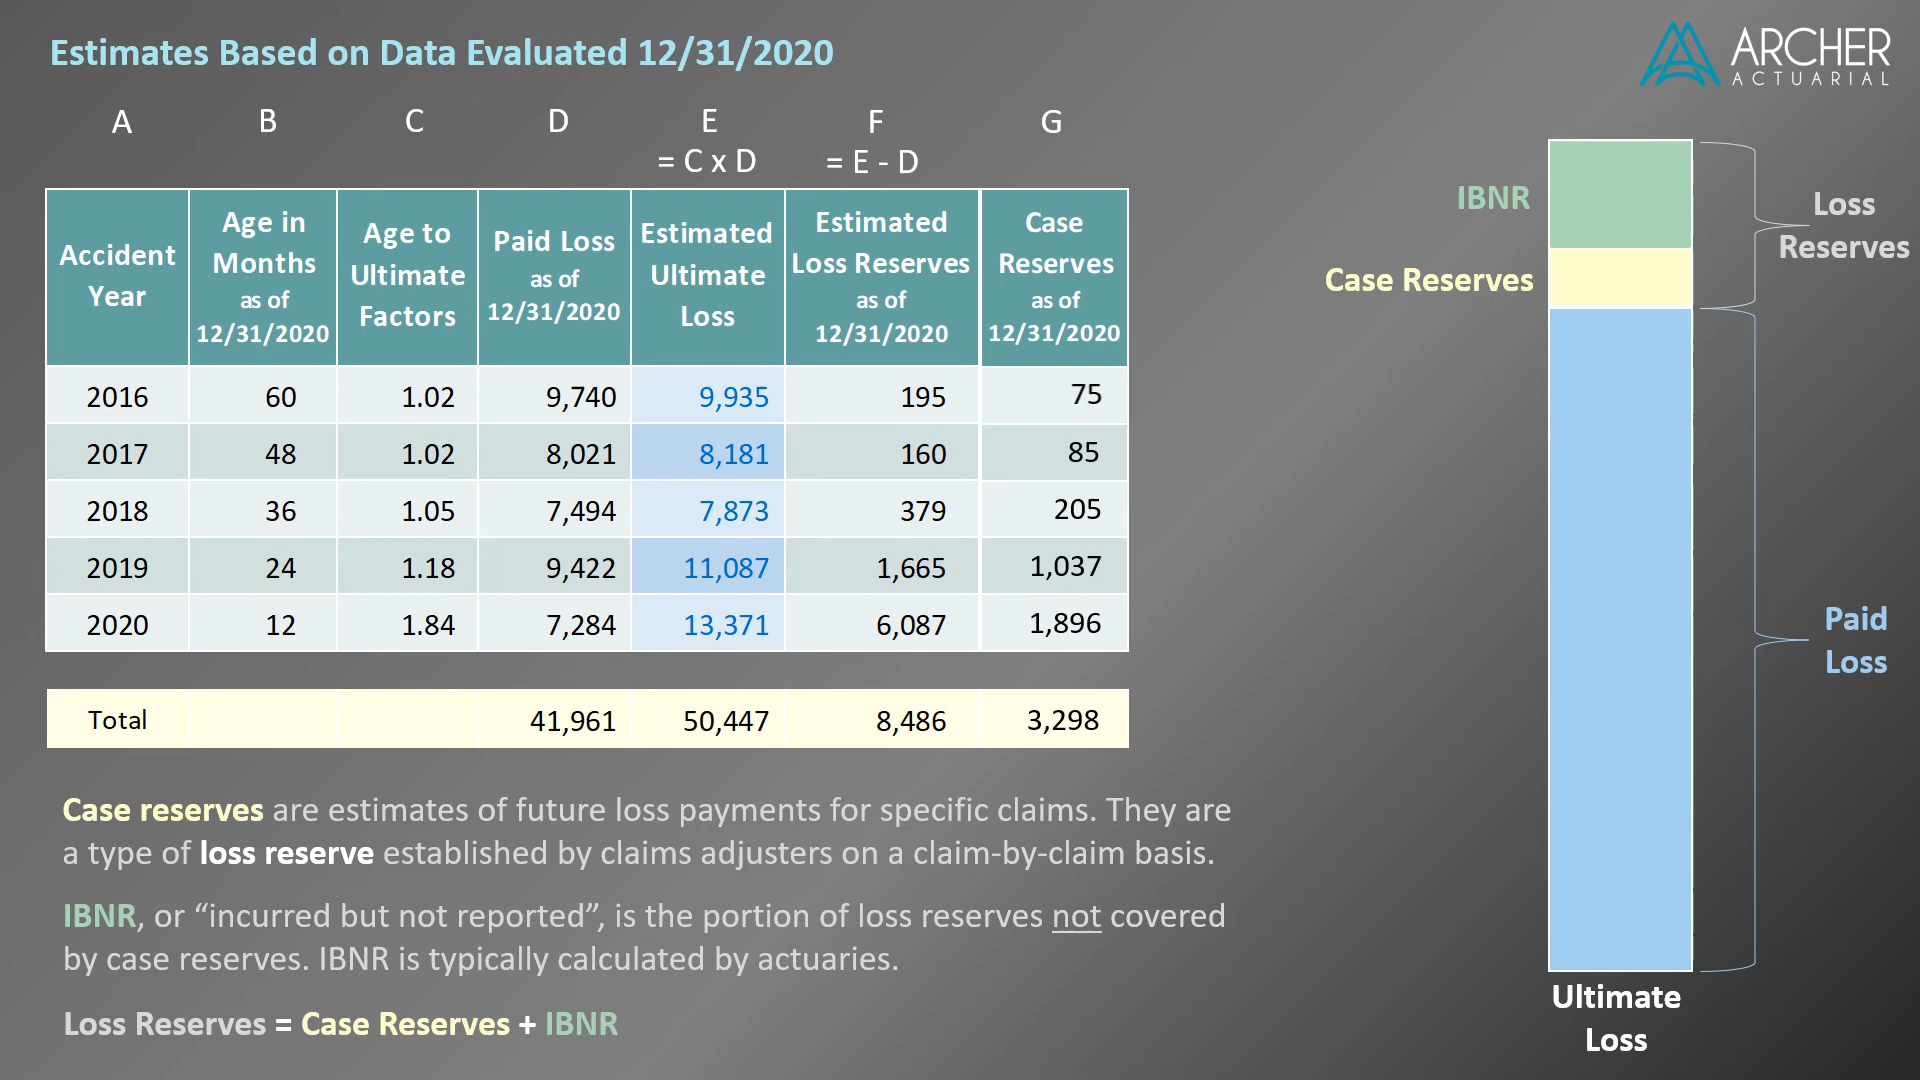 Estimates Based on Data Evaluated 12/31/2020
ARCHER
ACTUARIAL
A B C D E F G
= C x D = E - D
Accident Year Age in Months as of 12/31/2020 Age to Ultimate Factors Paid Loss as of 12/31/2020 Estimated Ultimate Loss Estimated Loss Reserves as of 12/31/2020 Case Reserves as of 12/31/2020
2016 60 1.02 9,740 9,935 195 75
2017 48 1.02 8,021 8,181 160 85
2018 36 1.05 7,494 7,873 379 205
2019 24 1.18 9,422 11,087 1,665 1,037
2020 12 1.84 7,284 13,371 6,087 1,896
Total 41,961 50,447 8,486 3,298
Case reserves are estimates of future loss payments for specific claims. They are
a type of loss reserve established by claims adjusters on a claim-by-claim basis.
IBNR, or “incurred but not reported”, is the portion of loss reserves not covered
by case reserves. IBNR is typically calculated by actuaries.
Loss Reserves = Case Reserves + IBNR
IBNR
Case Reserves
Loss
Reserves
Paid
Loss
Ultimate
Loss